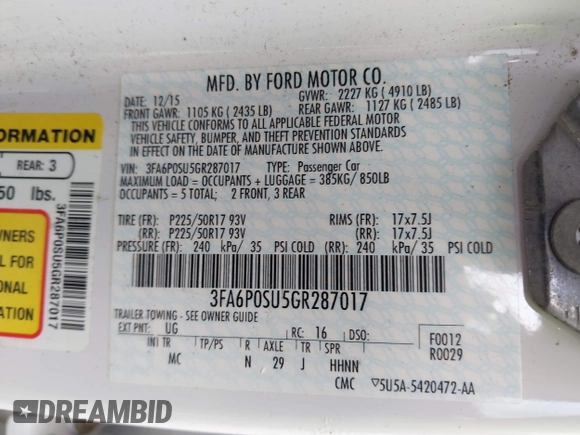 MFD. BY FORD MOTOR CO.
DATE: 12/15 GVWR: 2227 KG ( 4910 LB)
FRONT GAWR: 1105 KG ( 2435 LB) REAR GAWR: 1127 KG ( 2485 LB)
THIS VEHICLE CONFORMS TO ALL APPLICABLE FEDERAL MOTOR
VEHICLE SAFETY, BUMPER, AND THEFT PREVENTION STANDARDS
IN EFFECT ON THE DATE OF MANUFACTURE SHOWN ABOVE.
VIN: 3FA6P0SU5GR287017 TYPE: Passenger Car
MAXIMUM LOAD = OCCUPANTS + LUGGAGE = 385KG/ 850LB
OCCUPANTS = 5 TOTAL; 2 FRONT, 3 REAR
TIRE (FR): P225/50R17 93V RIMS (FR): 17x7.5J
(RR): P225/50R17 93V (RR): 17x7.5J
PRESSURE (FR): 240 kPa/ 35 PSI COLD (RR): 240 kPa/ 35 PSI COLD
3FA6P0SU5GR287017
TRAILER TOWING - SEE OWNER GUIDE
EXT PNT: UG RC: 16 DSO: F0012
R0029
INT TR TP/PS R AXLE TR SPR
MC N 29 J HHNN
CMC 5U5A-5420472-AA
ORMATION
REAR: 3
50 lbs.
WNERS
L FOR
ONAL
ON
3FA6P0SU5GR287017
DREAMBID